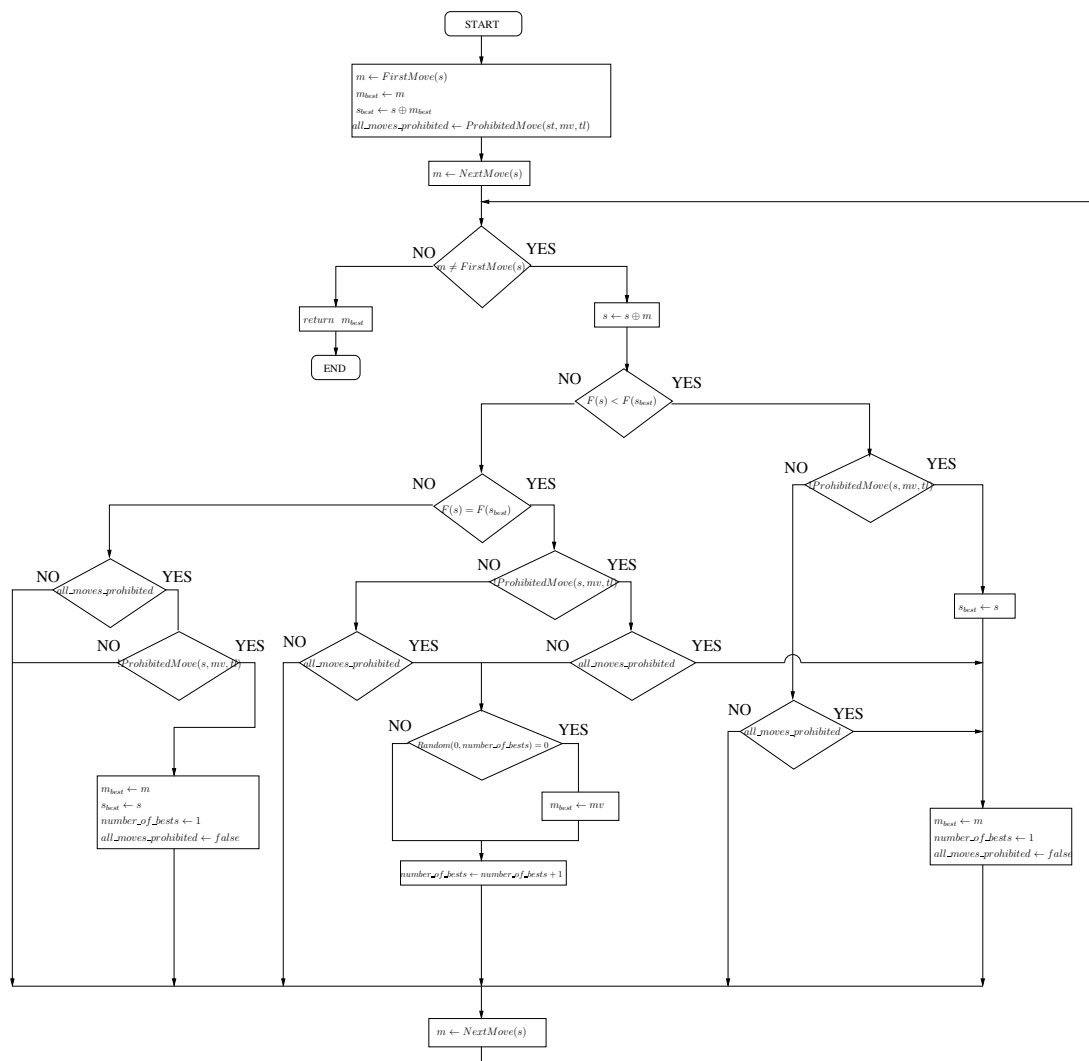 START
m ← FirstMove(s)
m_best ← m
s_best ← s ⊕ m_best
all_moves_prohibited ← ProhibitedMove(st, mv, tl)
m ← NextMove(s)
NO YES
m ≠ FirstMove(s)
return m_best
s ← s ⊕ m
END
NO YES
F(s) < F(s_best)
NO YES
!ProhibitedMove(s, mv, tl)
NO YES
F(s) = F(s_best)
NO YES
all_moves_prohibited
NO YES
!ProhibitedMove(s, mv, tl)
s_best ← s
NO YES
!ProhibitedMove(s, mv, tl)
NO YES
all_moves_prohibited
NO YES
all_moves_prohibited
NO YES
all_moves_prohibited
NO YES
Random(0, number_of_bests) = 0
m_best ← m
s_best ← s
number_of_bests ← 1
all_moves_prohibited ← false
m_best ← mv
m_best ← m
number_of_bests ← 1
all_moves_prohibited ← false
number_of_bests ← number_of_bests + 1
m ← NextMove(s)